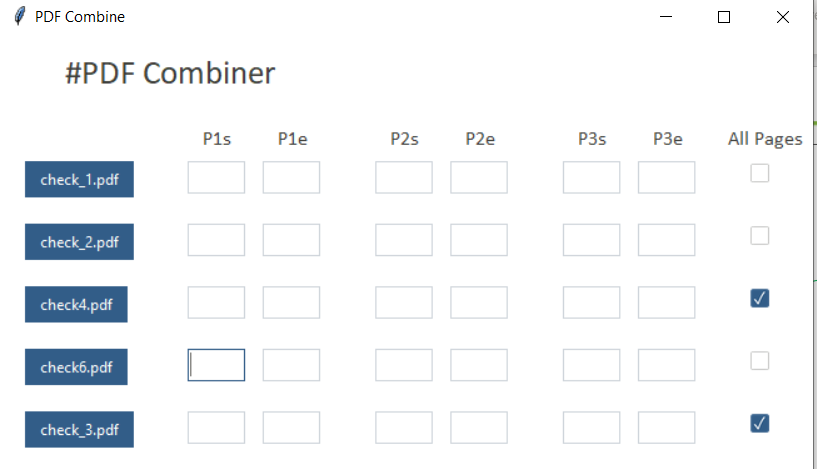 PDF Combine
#PDF Combiner
P1s P1e P2s P2e P3s P3e All Pages
check_1.pdf
check_2.pdf
check4.pdf
check6.pdf
check_3.pdf